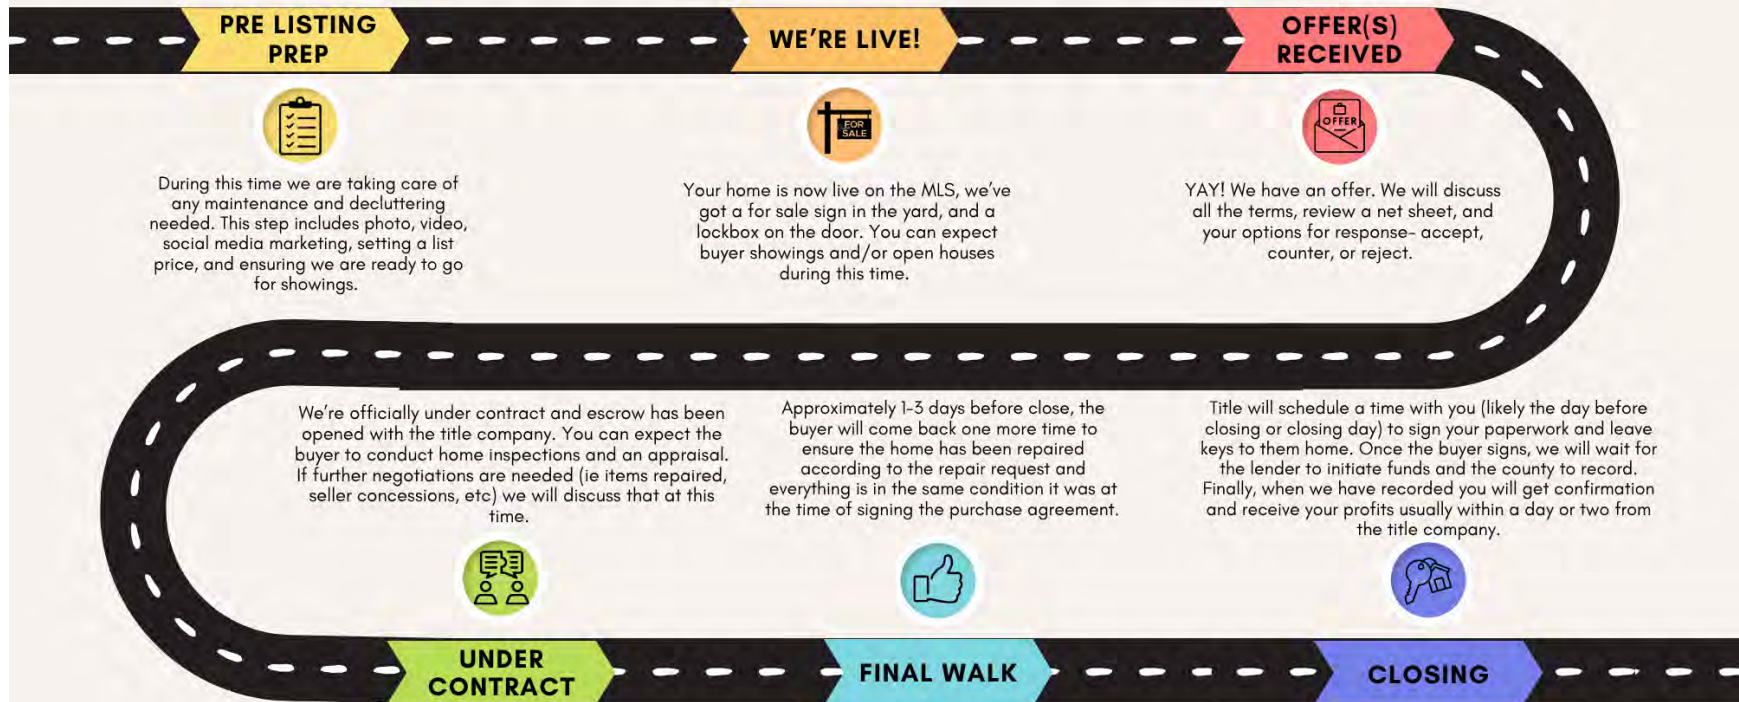 PRE LISTING
PREP
WE'RE LIVE!
OFFER(S)
RECEIVED
FOR
SALE
OFFER
During this time we are taking care of
any maintenance and decluttering
needed. This step includes photo, video,
social media marketing, setting a list
price, and ensuring we are ready to go
for showings.
Your home is now live on the MLS, we've
got a for sale sign in the yard, and a
lockbox on the door. You can expect
buyer showings and/or open houses
during this time.
YAY! We have an offer. We will discuss
all the terms, review a net sheet, and
your options for response- accept,
counter, or reject.
We're officially under contract and escrow has been
opened with the title company. You can expect the
buyer to conduct home inspections and an appraisal.
If further negotiations are needed (ie items repaired,
seller concessions, etc) we will discuss that at this
time.
Approximately 1-3 days before close, the
buyer will come back one more time to
ensure the home has been repaired
according to the repair request and
everything is in the same condition it was at
the time of signing the purchase agreement.
Title will schedule a time with you (likely the day before
closing or closing day) to sign your paperwork and leave
keys to them home. Once the buyer signs, we will wait for
the lender to initiate funds and the county to record.
Finally, when we have recorded you will get confirmation
and receive your profits usually within a day or two from
the title company.
UNDER
CONTRACT
FINAL WALK
CLOSING